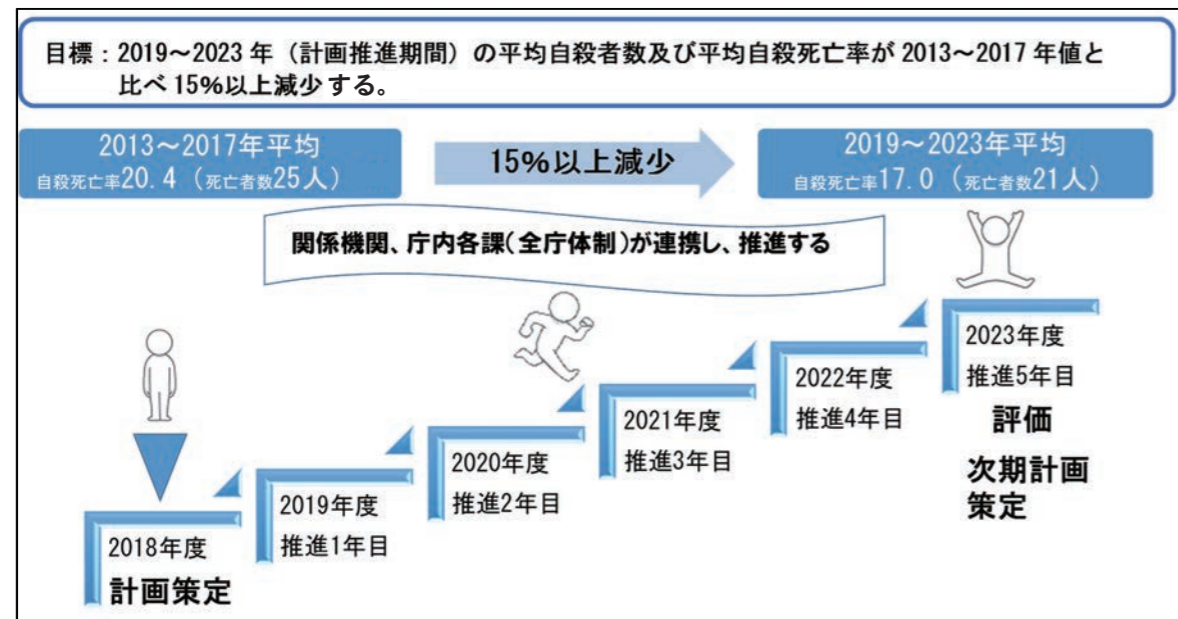 目標：2019～2023 年（計画推進期間）の平均自殺者数及び平均自殺死亡率が 2013～2017 年値と
比べ 15%以上減少する。
2013～2017年平均
自殺死亡率20.4（死亡者数25人）
15%以上減少
2019～2023年平均
自殺死亡率17.0（死亡者数21人）
関係機関、庁内各課(全庁体制)が連携し、推進する
2018年度
計画策定
2019年度
推進1年目
2020年度
推進2年目
2021年度
推進3年目
2022年度
推進4年目
2023年度
推進5年目
評価
次期計画
策定